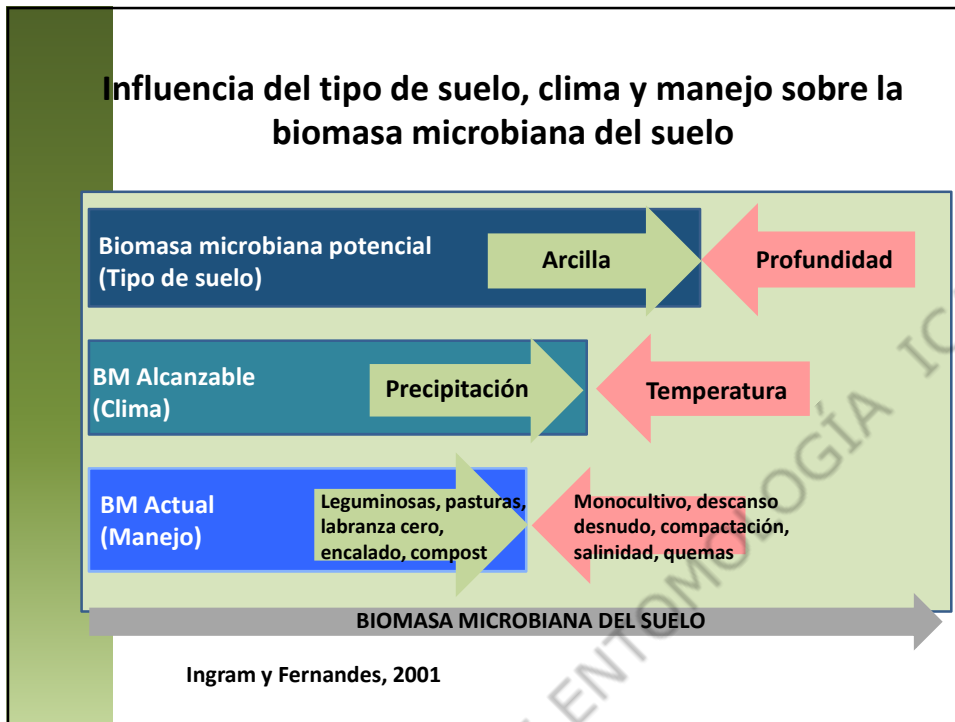 Influencia del tipo de suelo, clima y manejo sobre la
biomasa microbiana del suelo
Biomasa microbiana potencial
(Tipo de suelo)
Arcilla
Profundidad
BM Alcanzable
(Clima)
Precipitación
Temperatura
BM Actual
(Manejo)
Leguminosas, pasturas,
labranza cero,
encalado, compost
Monocultivo, descanso
desnudo, compactación,
salinidad, quemas
BIOMASA MICROBIANA DEL SUELO
Ingram y Fernandes, 2001
ENTOMOLOGÍA